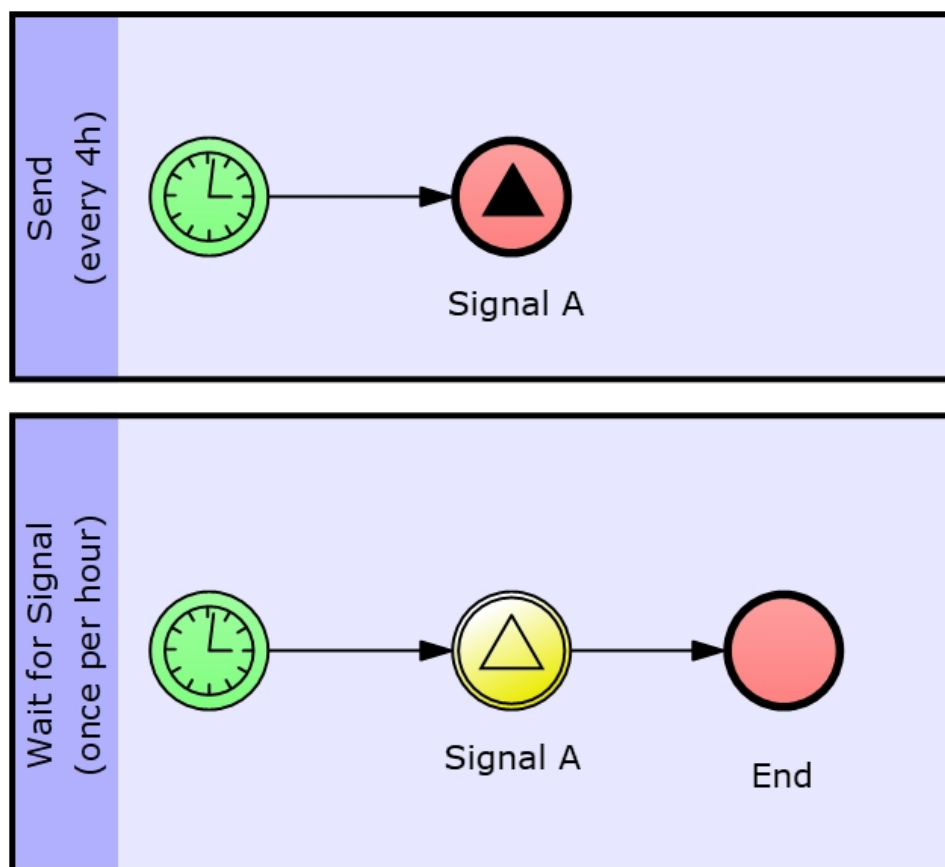 Send
(every 4h)
Signal A
Wait for Signal
(once per hour)
Signal A
End